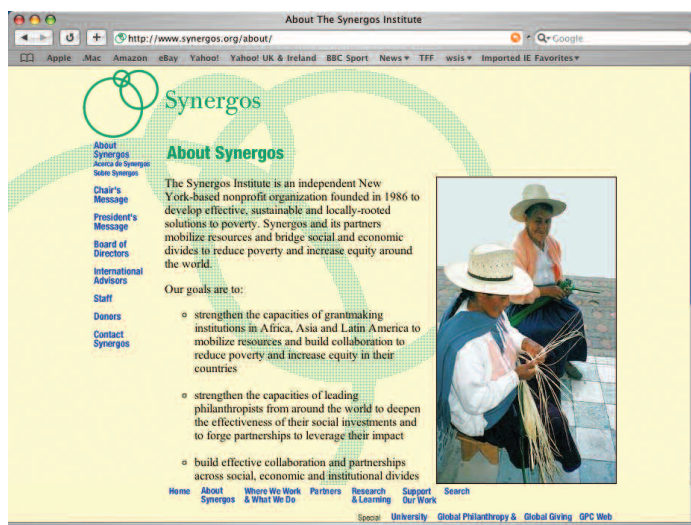 About The Synergos Institute
http://www.synergos.org/about/
Google
Apple .Mac Amazon eBay Yahoo! Yahoo! UK & Ireland BBC Sport News TFF wsis Imported IE Favorites
Synergos
About
Synergos
Acerca de Synergos
Sobre Synergos
Chair's
Message
President's
Message
Board of
Directors
International
Advisors
Staff
Donors
Contact
Synergos
About Synergos
The Synergos Institute is an independent New
York-based nonprofit organization founded in 1986 to
develop effective, sustainable and locally-rooted
solutions to poverty. Synergos and its partners
mobilize resources and bridge social and economic
divides to reduce poverty and increase equity around
the world.
Our goals are to:
strengthen the capacities of grantmaking
institutions in Africa, Asia and Latin America to
mobilize resources and build collaboration to
reduce poverty and increase equity in their
countries
strengthen the capacities of leading
philanthropists from around the world to deepen
the effectiveness of their social investments and
to forge partnerships to leverage their impact
build effective collaboration and partnerships
across social, economic and institutional divides
Home About Where We Work Partners Research Support Search
Synergos & What We Do & Learning Our Work
Special University Global Philanthropy & Global Giving GPC Web